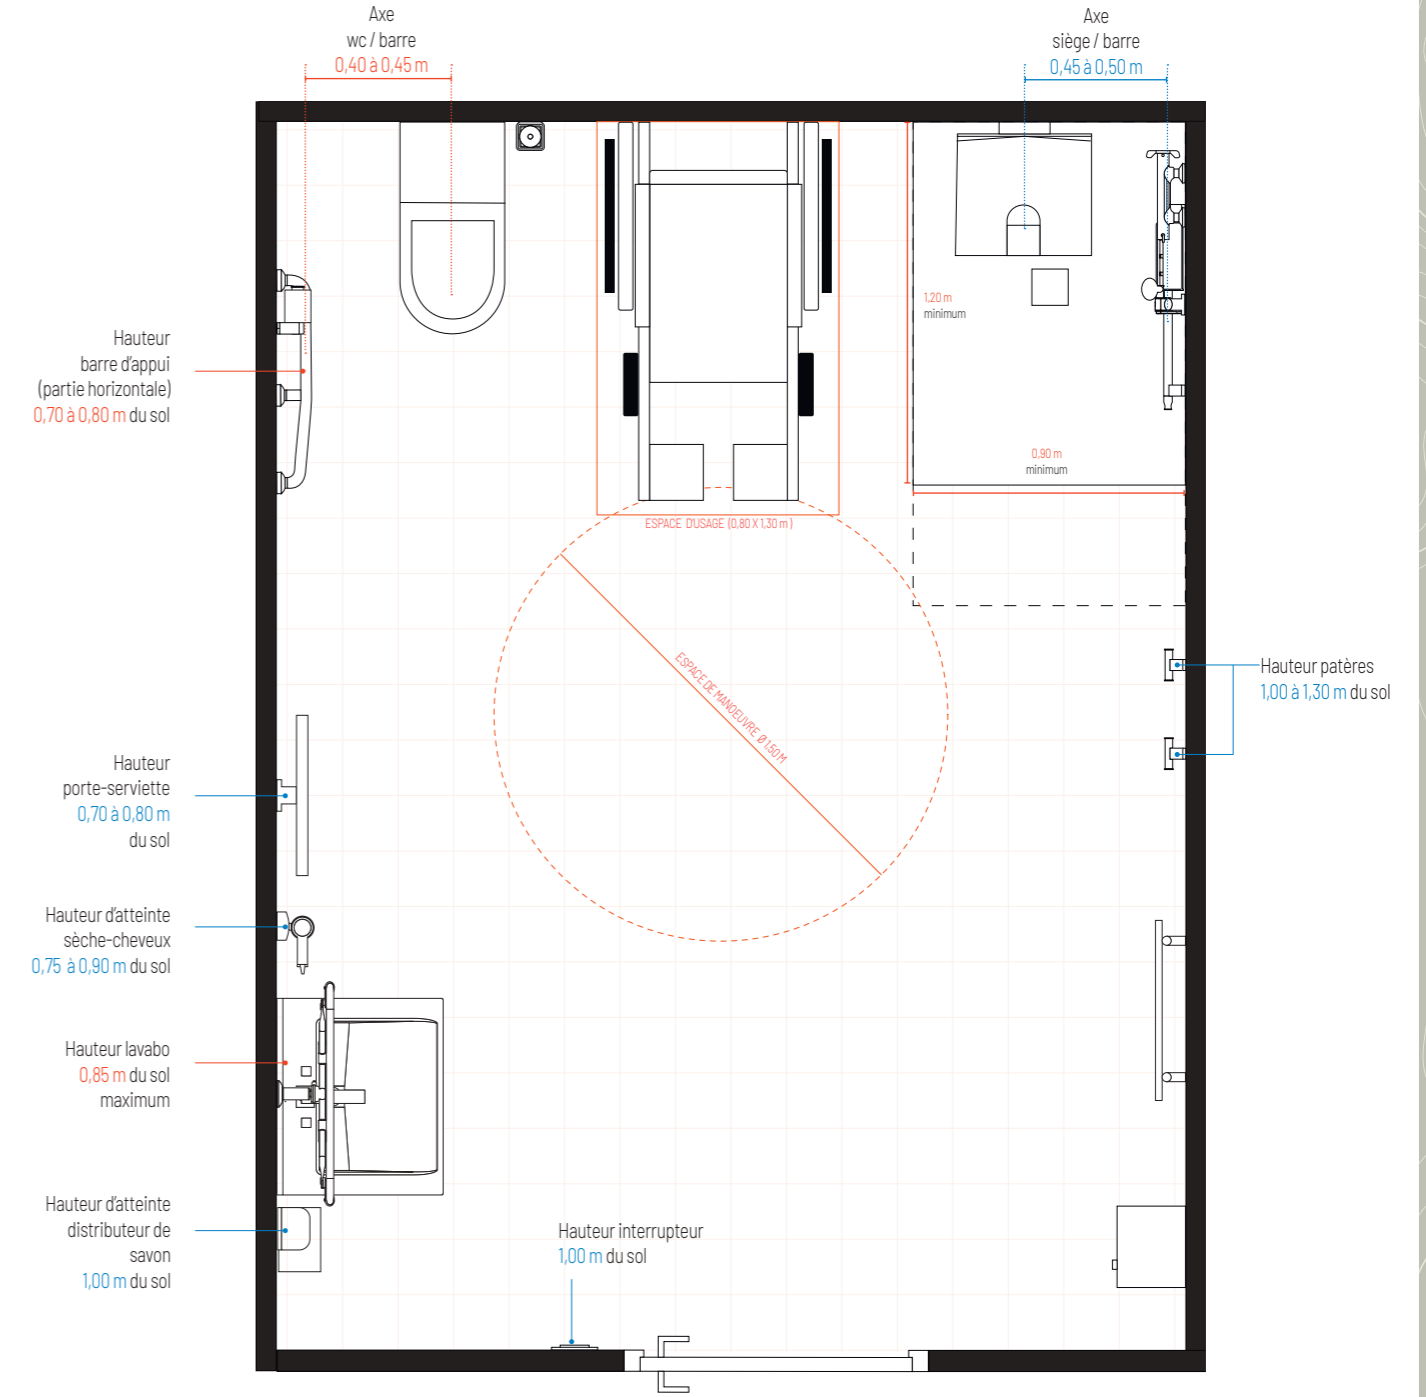 Axe
wc / barre
0,40 à 0,45 m
Axe
siège / barre
0,45 à 0,50 m
1,20 m
minimum
Hauteur
barre d'appui
(partie horizontale)
0,70 à 0,80 m du sol
0,90 m
minimum
ESPACE D'USAGE (0,80 X 1,30 m)
ESPACE DE MANOEUVRE Ø 1.50 M
Hauteur patères
1,00 à 1,30 m du sol
Hauteur
porte-serviette
0,70 à 0,80 m
du sol
Hauteur d'atteinte
sèche-cheveux
0,75 à 0,90 m du sol
Hauteur lavabo
0,85 m du sol
maximum
Hauteur d'atteinte
distributeur de
savon
1,00 m du sol
Hauteur interrupteur
1,00 m du sol